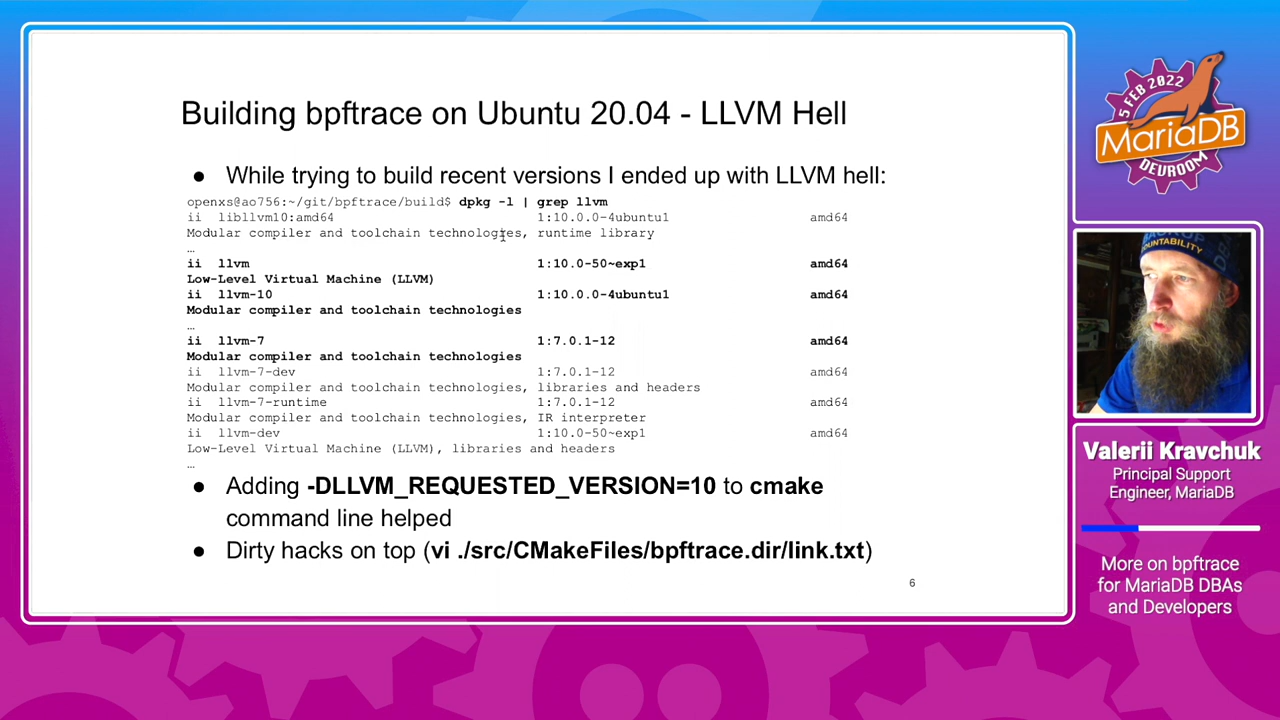 Building bpftrace on Ubuntu 20.04 - LLVM Hell
● While trying to build recent versions I ended up with LLVM hell:
openxs@ao756:~/git/bpftrace/build$ dpkg -l | grep llvm
ii libllvm10:amd64 1:10.0.0-4ubuntu1 amd64
Modular compiler and toolchain technologies, runtime library
…
ii llvm 1:10.0-50~exp1 amd64
Low-Level Virtual Machine (LLVM)
ii llvm-10 1:10.0.0-4ubuntu1 amd64
Modular compiler and toolchain technologies
…
ii llvm-7 1:7.0.1-12 amd64
Modular compiler and toolchain technologies
ii llvm-7-dev 1:7.0.1-12 amd64
Modular compiler and toolchain technologies, libraries and headers
ii llvm-7-runtime 1:7.0.1-12 amd64
Modular compiler and toolchain technologies, IR interpreter
ii llvm-dev 1:10.0-50~exp1 amd64
Low-Level Virtual Machine (LLVM), libraries and headers
…
● Adding -DLLVM_REQUESTED_VERSION=10 to cmake
command line helped
● Dirty hacks on top (vi ./src/CMakeFiles/bpftrace.dir/link.txt)
6
5 FEB 2022
MariaDB
DEVROOM
BACKUP
ACCOUNTABILITY
Valerii Kravchuk
Principal Support
Engineer, MariaDB
More on bpftrace
for MariaDB DBAs
and Developers